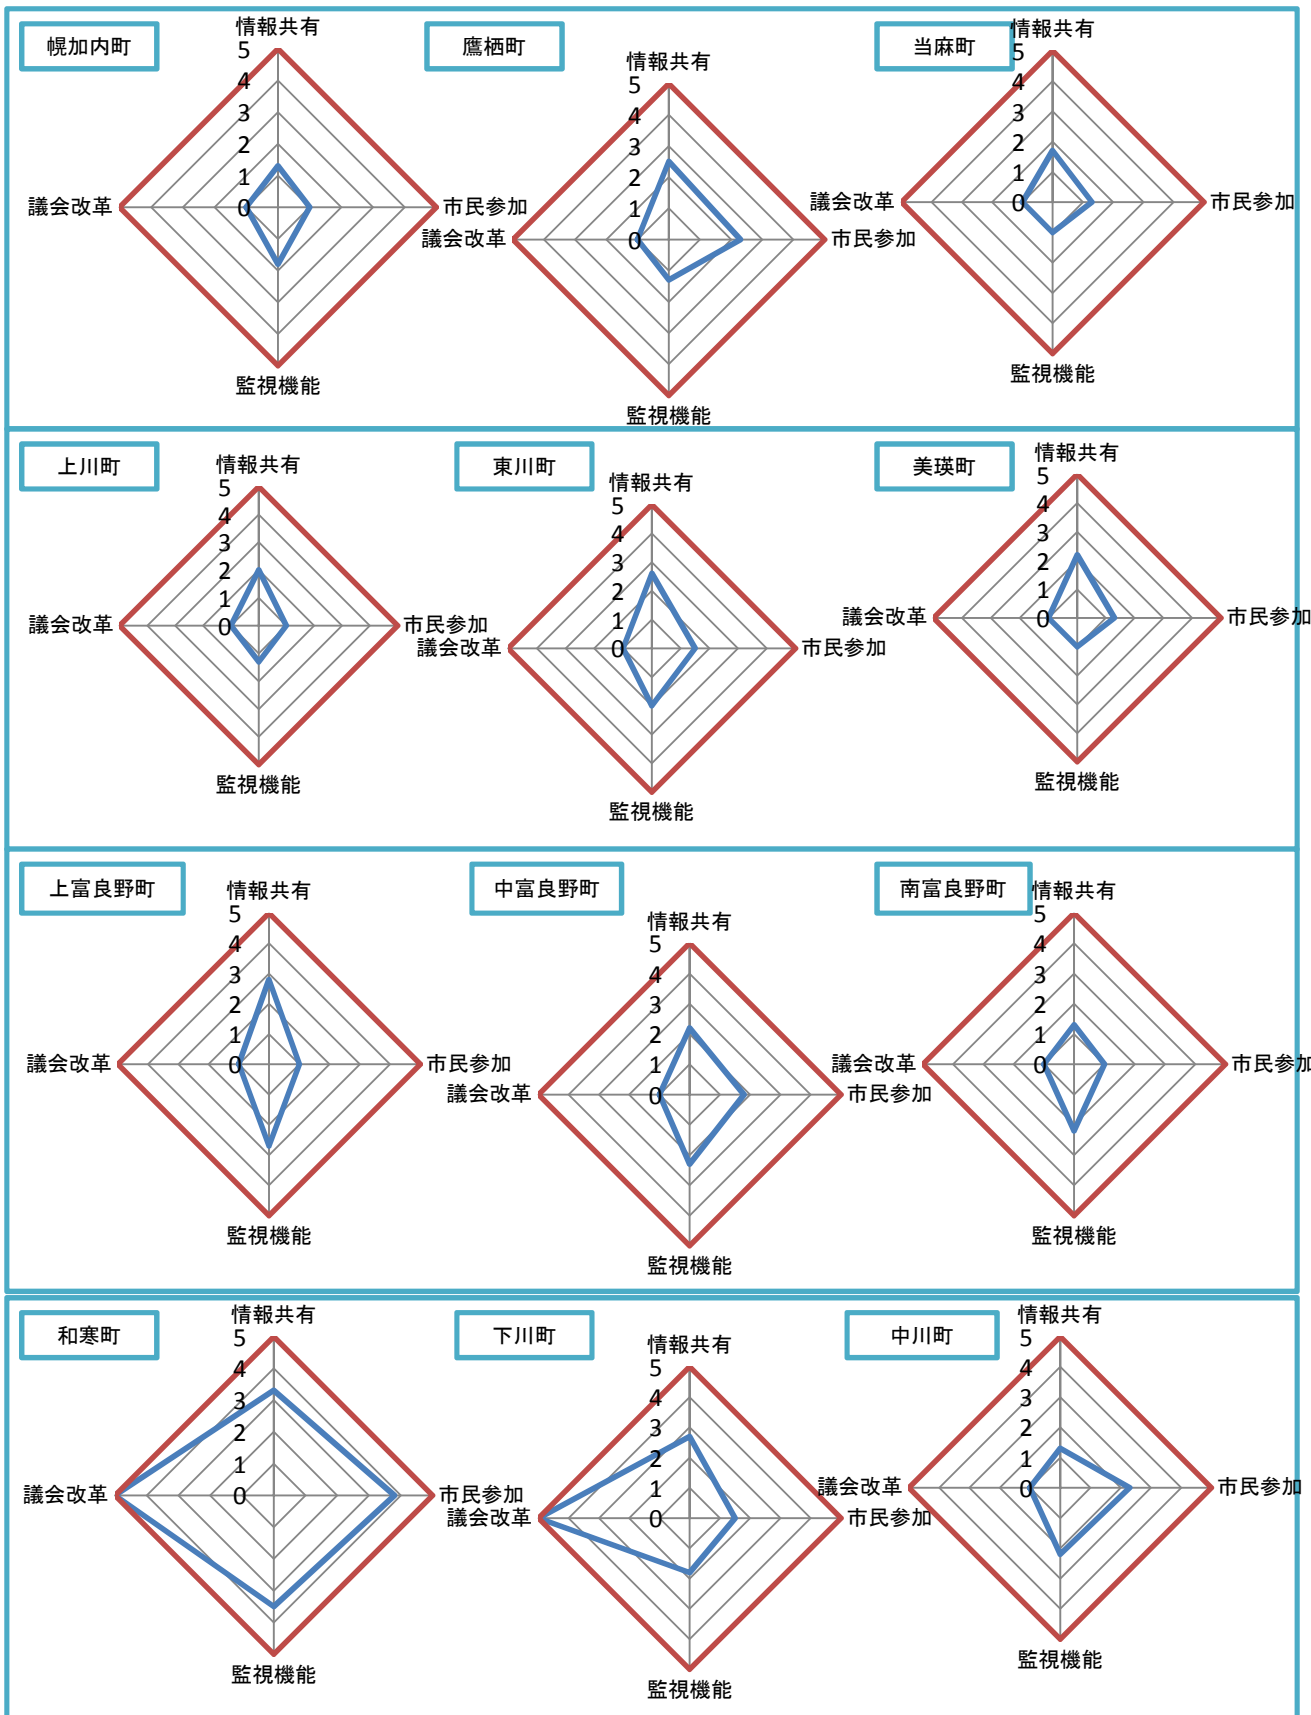 幌加内町
情報共有
5
4
3
2
1
0
議会改革
市民参加
監視機能
鷹栖町
情報共有
5
4
3
2
1
0
議会改革
市民参加
監視機能
当麻町
情報共有
5
4
3
2
1
0
議会改革
市民参加
監視機能
上川町
情報共有
5
4
3
2
1
0
議会改革
市民参加
監視機能
東川町
情報共有
5
4
3
2
1
0
議会改革
市民参加
監視機能
美瑛町
情報共有
5
4
3
2
1
0
議会改革
市民参加
監視機能
上富良野町
情報共有
5
4
3
2
1
0
議会改革
市民参加
監視機能
中富良野町
情報共有
5
4
3
2
1
0
議会改革
市民参加
監視機能
南富良野町
情報共有
5
4
3
2
1
0
議会改革
市民参加
監視機能
和寒町
情報共有
5
4
3
2
1
0
議会改革
市民参加
監視機能
下川町
情報共有
5
4
3
2
1
0
議会改革
市民参加
監視機能
中川町
情報共有
5
4
3
2
1
0
議会改革
市民参加
監視機能